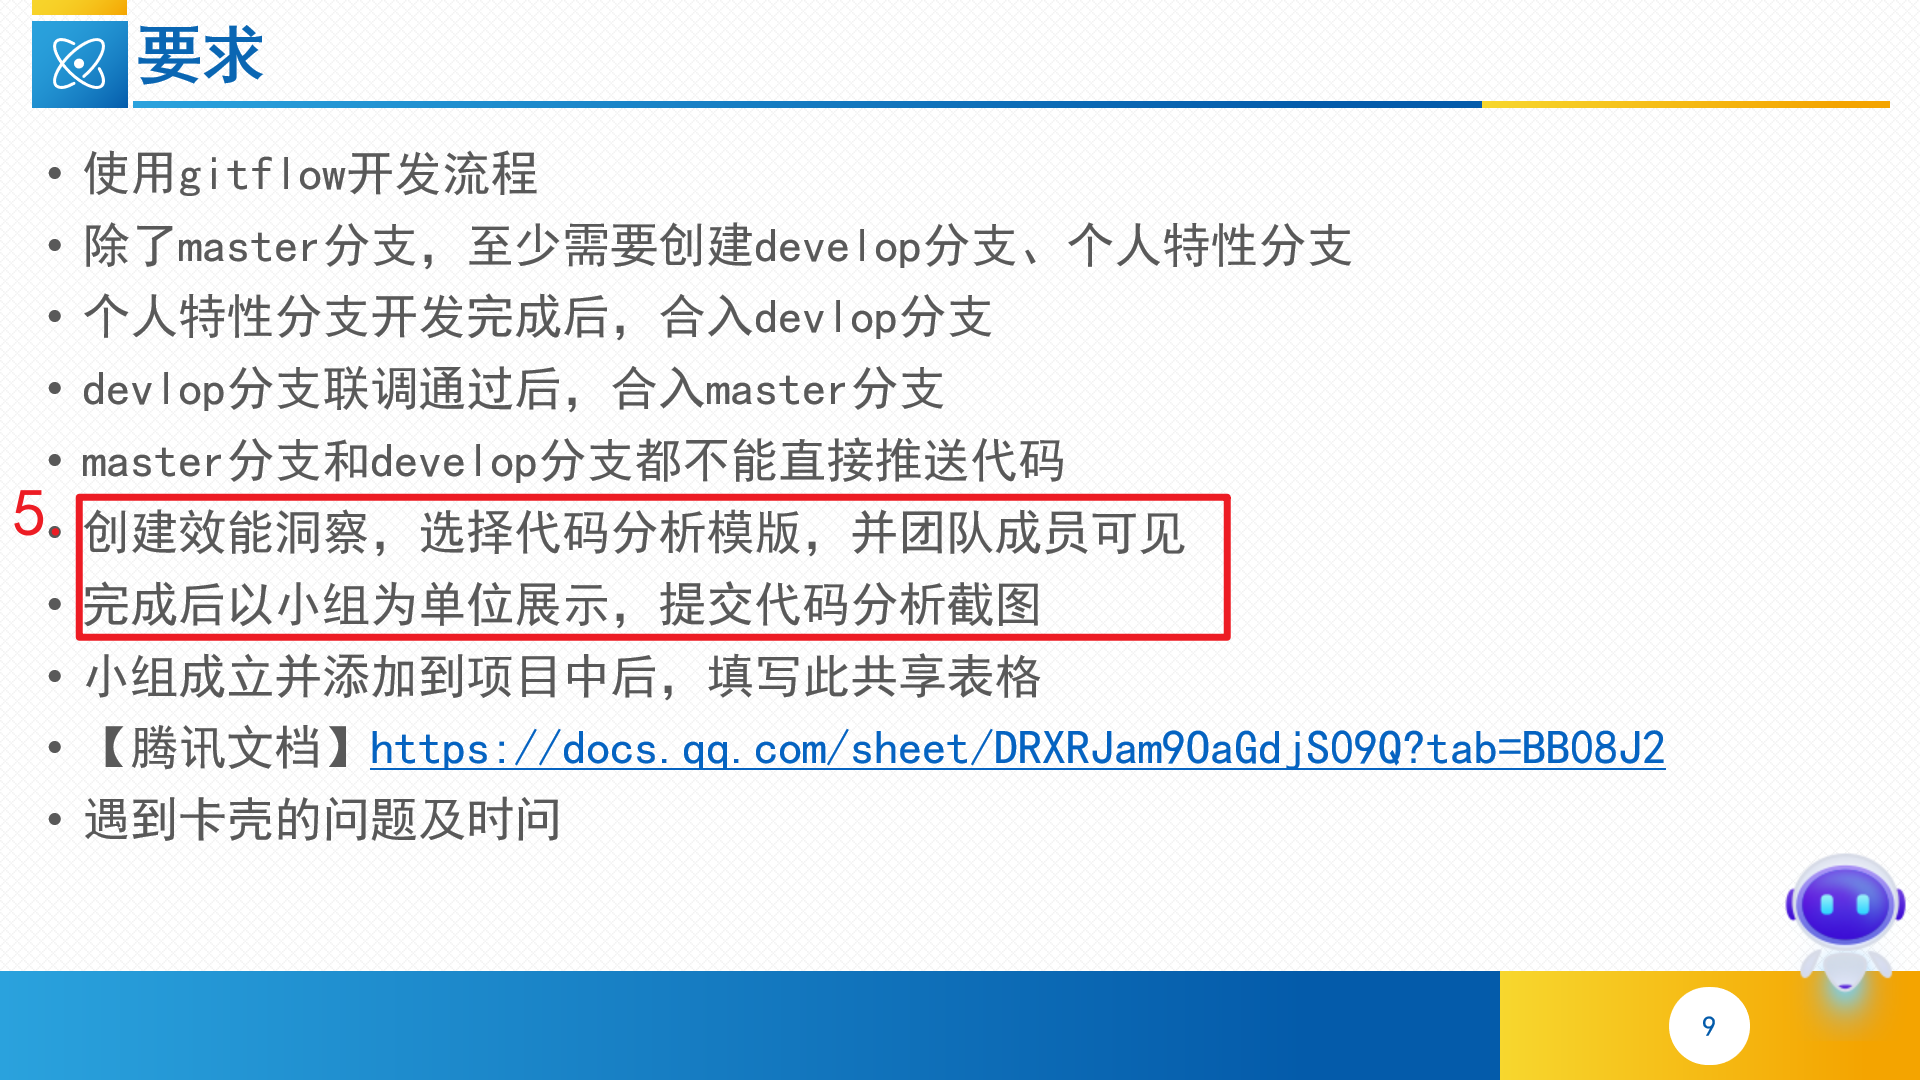 要求
• 使用gitflow开发流程
• 除了master分支，至少需要创建develop分支、个人特性分支
• 个人特性分支开发完成后，合入devlop分支
• devlop分支联调通过后，合入master分支
• master分支和develop分支都不能直接推送代码
5.
• 创建效能洞察，选择代码分析模版，并团队成员可见
• 完成后以小组为单位展示，提交代码分析截图
• 小组成立并添加到项目中后，填写此共享表格
• 【腾讯文档】https://docs.qq.com/sheet/DRXRJam9OaGdjS09Q?tab=BB08J2
• 遇到卡壳的问题及时问
9